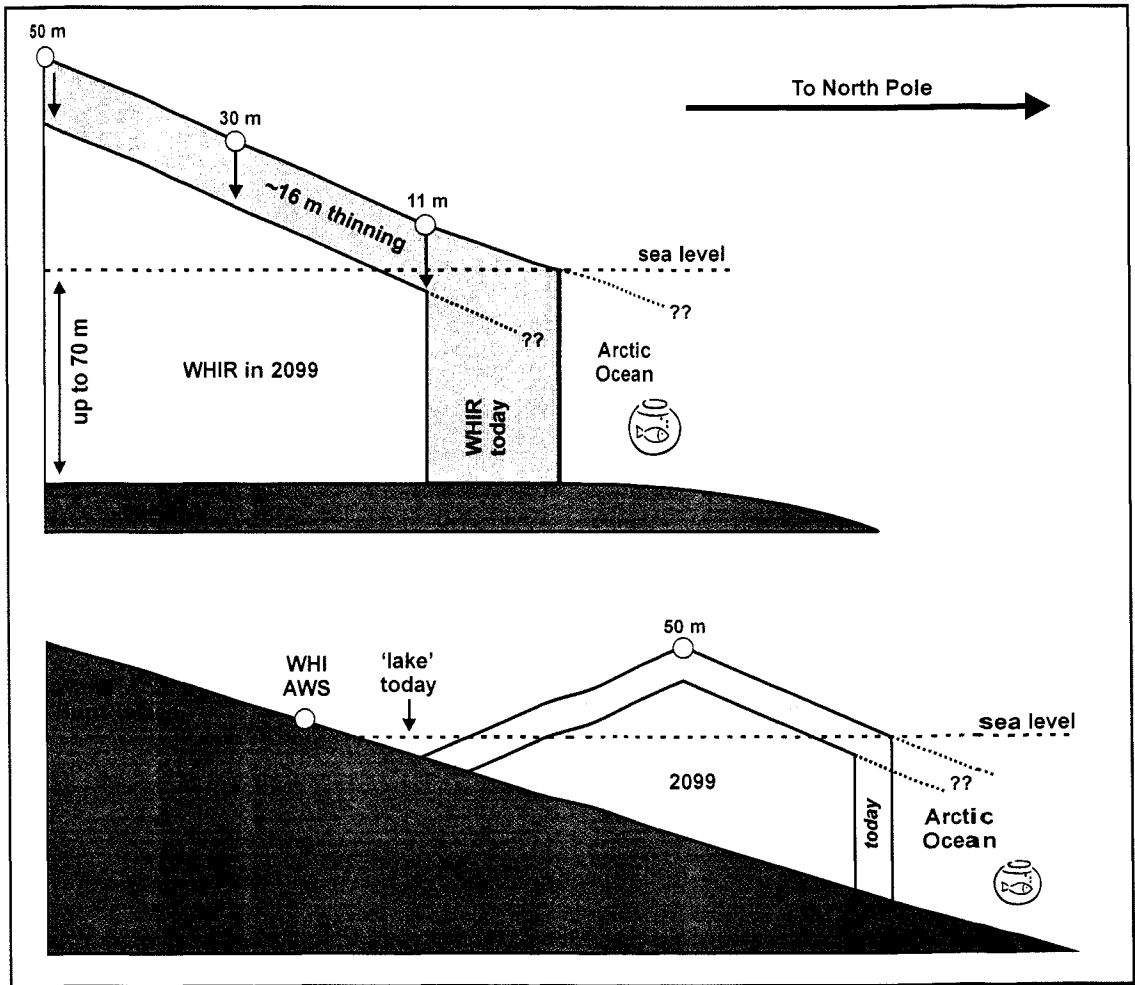 50 m
To North Pole
30 m
~16 m thinning
11 m
sea level
??
??
up to 70 m
WHIR in 2099
WHIR
today
Arctic
Ocean
50 m
WHI
AWS
'lake'
today
sea level
2099
??
today
Arctic
Ocean